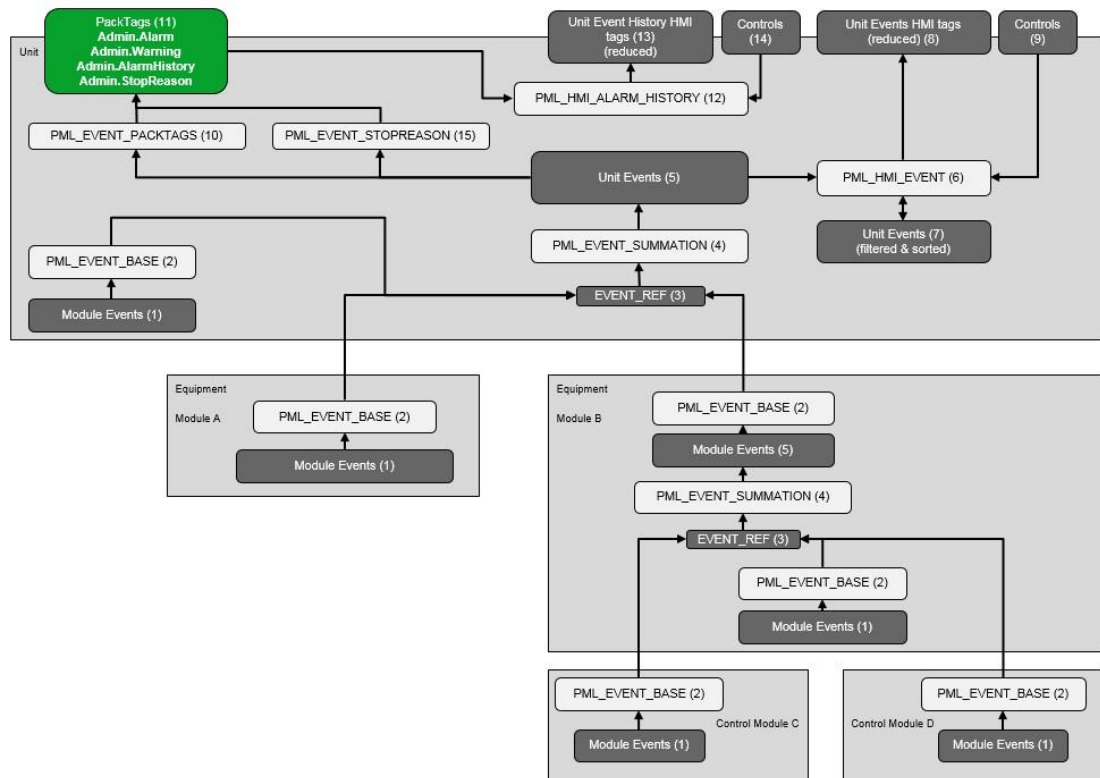 PackTags (11)
Admin.Alarm
Admin.Warning
Admin.AlarmHistory
Admin.StopReason
Unit Event History HMI
tags (13)
(reduced)
Controls
(14)
Unit Events HMI tags
(reduced) (8)
Controls
(9)
Unit
PML_HMI_ALARM_HISTORY (12)
PML_EVENT_PACKTAGS (10)
PML_EVENT_STOPREASON (15)
Unit Events (5)
PML_HMI_EVENT (6)
Unit Events (7)
(filtered & sorted)
PML_EVENT_SUMMATION (4)
PML_EVENT_BASE (2)
EVENT_REF (3)
Module Events (1)
Equipment
Module A
PML_EVENT_BASE (2)
Module Events (1)
Equipment
Module B
PML_EVENT_BASE (2)
Module Events (5)
PML_EVENT_SUMMATION (4)
EVENT_REF (3)
PML_EVENT_BASE (2)
Module Events (1)
PML_EVENT_BASE (2)
Control Module C
Module Events (1)
PML_EVENT_BASE (2)
Control Module D
Module Events (1)